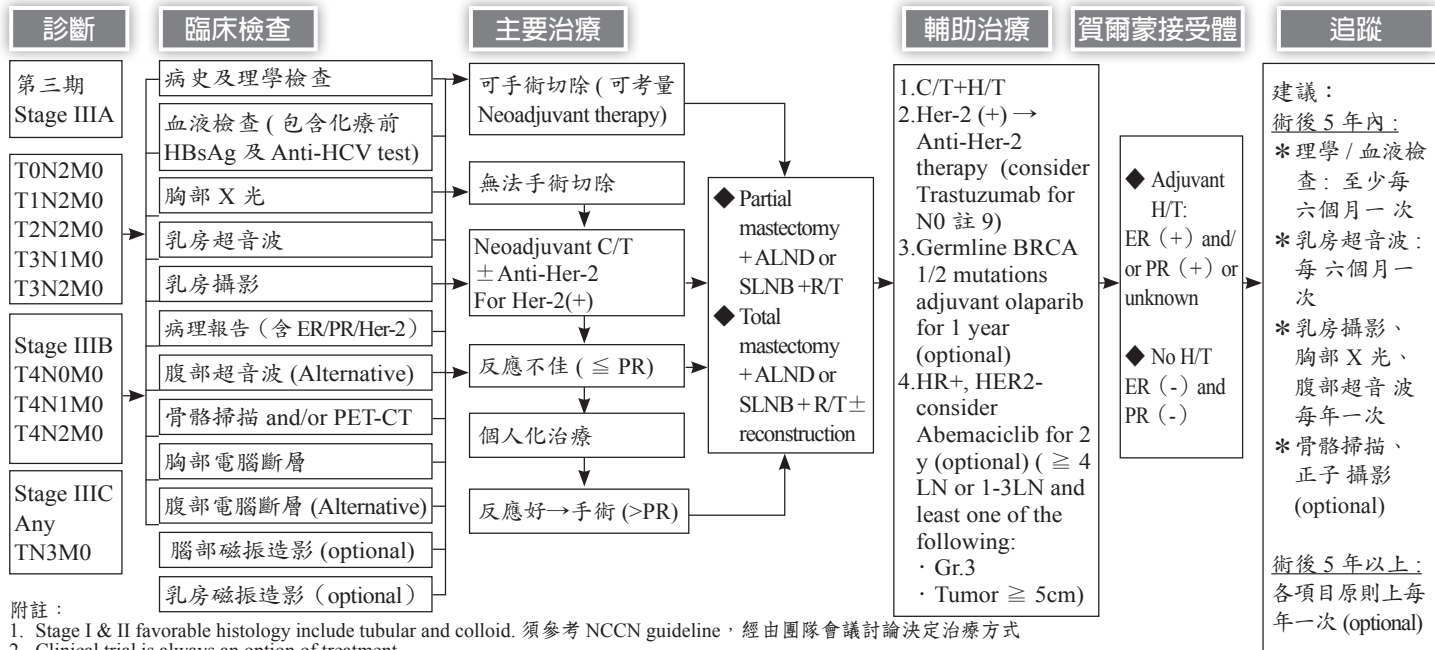 診斷
臨床檢查
主要治療
輔助治療
賀爾蒙接受體
追蹤
第三期
Stage IIIA
T0N2M0
T1N2M0
T2N2M0
T3N1M0
T3N2M0
Stage IIIB
T4N0M0
T4N1M0
T4N2M0
Stage IIIC
Any
TN3M0
病史及理學檢查
血液檢查 ( 包含化療前
HBsAg 及 Anti-HCV test)
胸部 X 光
乳房超音波
乳房攝影
病理報告（含 ER/PR/Her-2）
腹部超音波 (Alternative)
骨骼掃描 and/or PET-CT
胸部電腦斷層
腹部電腦斷層 (Alternative)
腦部磁振造影 (optional)
乳房磁振造影（optional）
可手術切除 ( 可考量
Neoadjuvant therapy)
無法手術切除
Neoadjuvant C/T
±Anti-Her-2
For Her-2(+)
反應不佳 ( ≦ PR)
個人化治療
反應好→手術 (>PR)
◆ Partial
mastectomy
+ALND or
SLNB+R/T
◆ Total
mastectomy
+ALND or
SLNB+R/T±
reconstruction
1.C/T+H/T
2.Her-2 (+) →
Anti-Her-2
therapy (consider
Trastuzumab for
N0 註 9)
3.Germline BRCA
1/2 mutations
adjuvant olaparib
for 1 year
(optional)
4.HR+, HER2-
consider
Abemaciclib for 2
y (optional) ( ≧ 4
LN or 1-3LN and
least one of the
following:
· Gr.3
· Tumor ≧ 5cm)
◆ Adjuvant
H/T:
ER（+）and/
or PR（+）or
unknown
◆ No H/T
ER（-）and
PR（-）
建議：
術後 5 年內 :
＊理學 / 血液檢
查 : 至少每
六個月一 次
＊乳房超音波 :
每 六個月一
次
＊乳房攝影、
胸部 X 光、
腹部超音 波
每年一次
＊骨骼掃描、
正子 攝影
(optional)
術後 5 年以上 :
各項目原則上每
年一次 (optional)
附註：
1. Stage I & II favorable histology include tubular and colloid. 須參考 NCCN guideline，經由團隊會議討論決定治療方式
2. Clinical trial is always an option of treatment